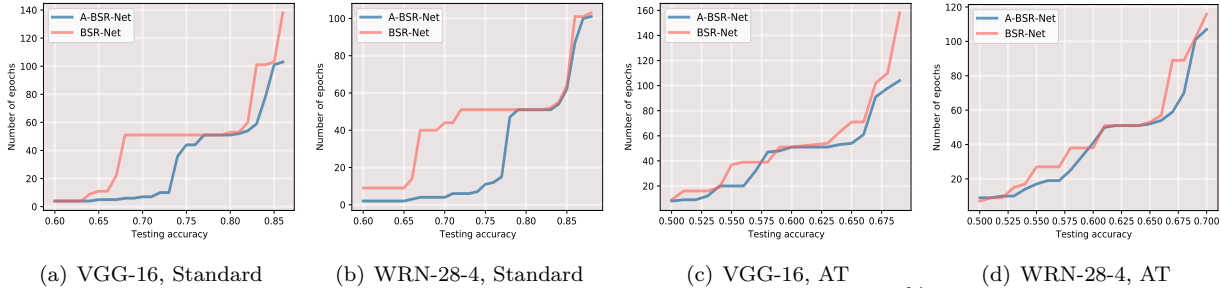 140
120
100
80
60
40
20
0
Number of epochs
A-BSR-Net
BSR-Net
0.60 0.65 0.70 0.75 0.80 0.85
Testing accuracy
(a) VGG-16, Standard
100
80
60
40
20
0
Number of epochs
A-BSR-Net
BSR-Net
0.60 0.65 0.70 0.75 0.80 0.85
Testing accuracy
(b) WRN-28-4, Standard
160
140
120
100
80
60
40
20
Number of epochs
A-BSR-Net
BSR-Net
0.500 0.525 0.550 0.575 0.600 0.625 0.650 0.675
Testing accuracy
(c) VGG-16, AT
120
100
80
60
40
20
Number of epochs
A-BSR-Net
BSR-Net
0.500 0.525 0.550 0.575 0.600 0.625 0.650 0.675 0.700
Testing accuracy
(d) WRN-28-4, AT